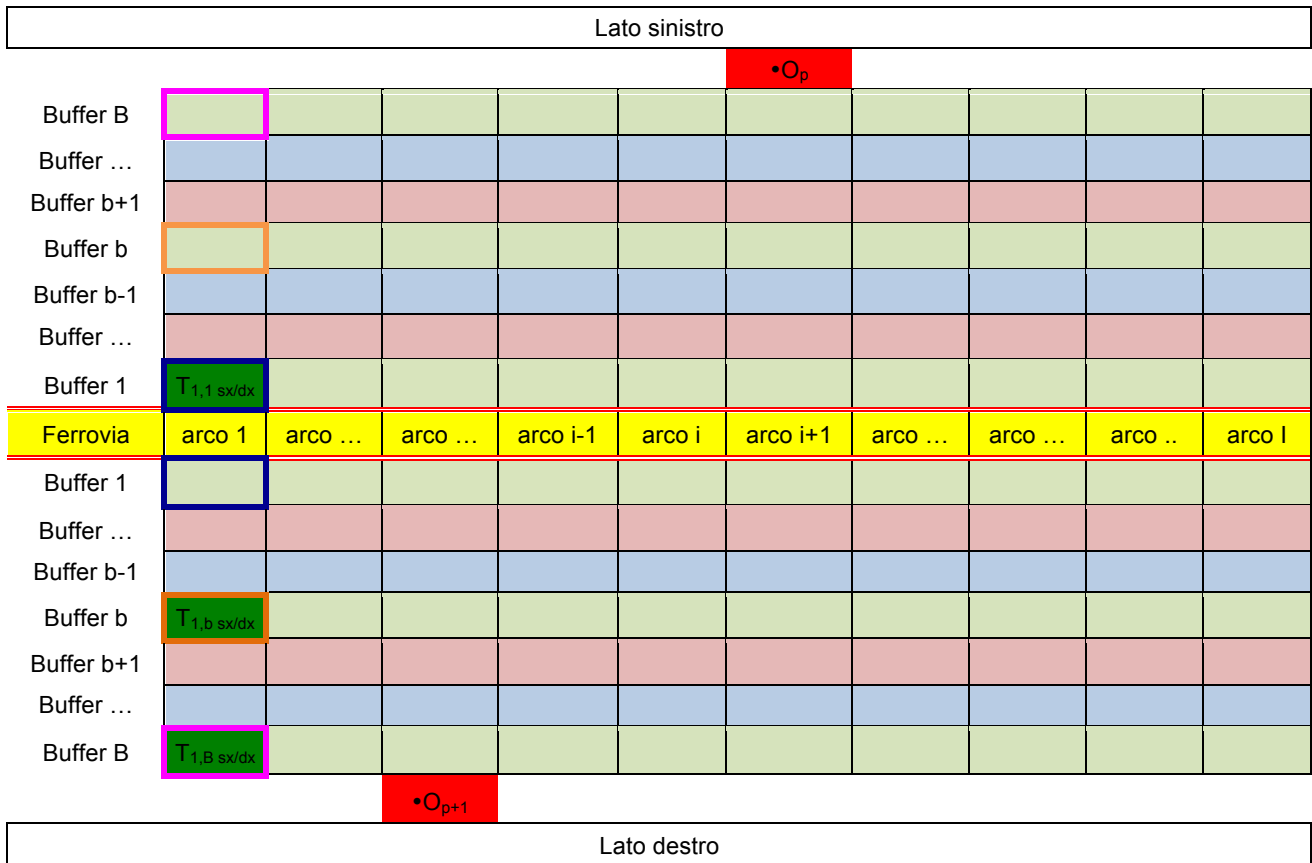 Lato sinistro
•Op
Buffer B
Buffer …
Buffer b+1
Buffer b
Buffer b-1
Buffer …
Buffer 1 T1,1 sx/dx
Ferrovia arco 1 arco … arco … arco i-1 arco i arco i+1 arco … arco … arco .. arco I
Buffer 1
Buffer …
Buffer b-1
Buffer b T1,b sx/dx
Buffer b+1
Buffer …
Buffer B T1,B sx/dx
•Op+1
Lato destro